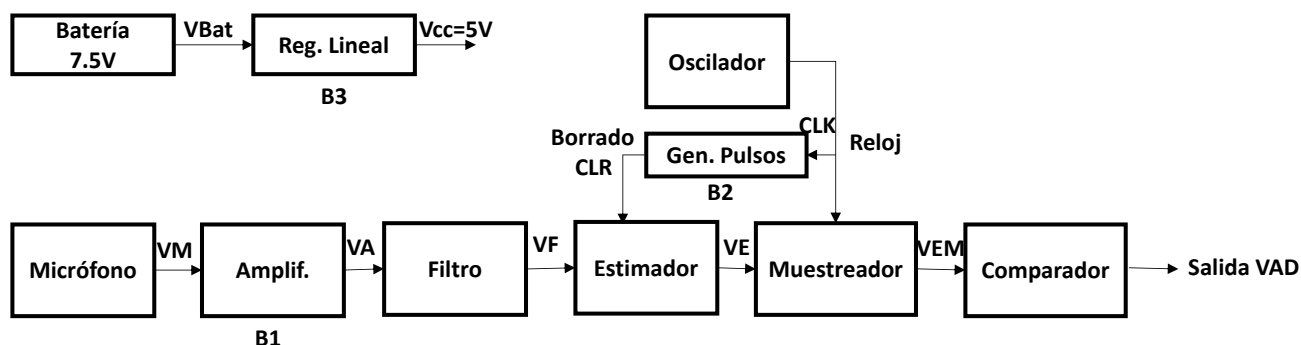 Batería
7.5V
VBat
Reg. Lineal
B3
Vcc=5V
Oscilador
CLK
Reloj
Borrado
CLR
Gen. Pulsos
B2
Micrófono
VM
Amplif.
B1
VA
Filtro
VF
Estimador
VE
Muestreador
VEM
Comparador
Salida VAD